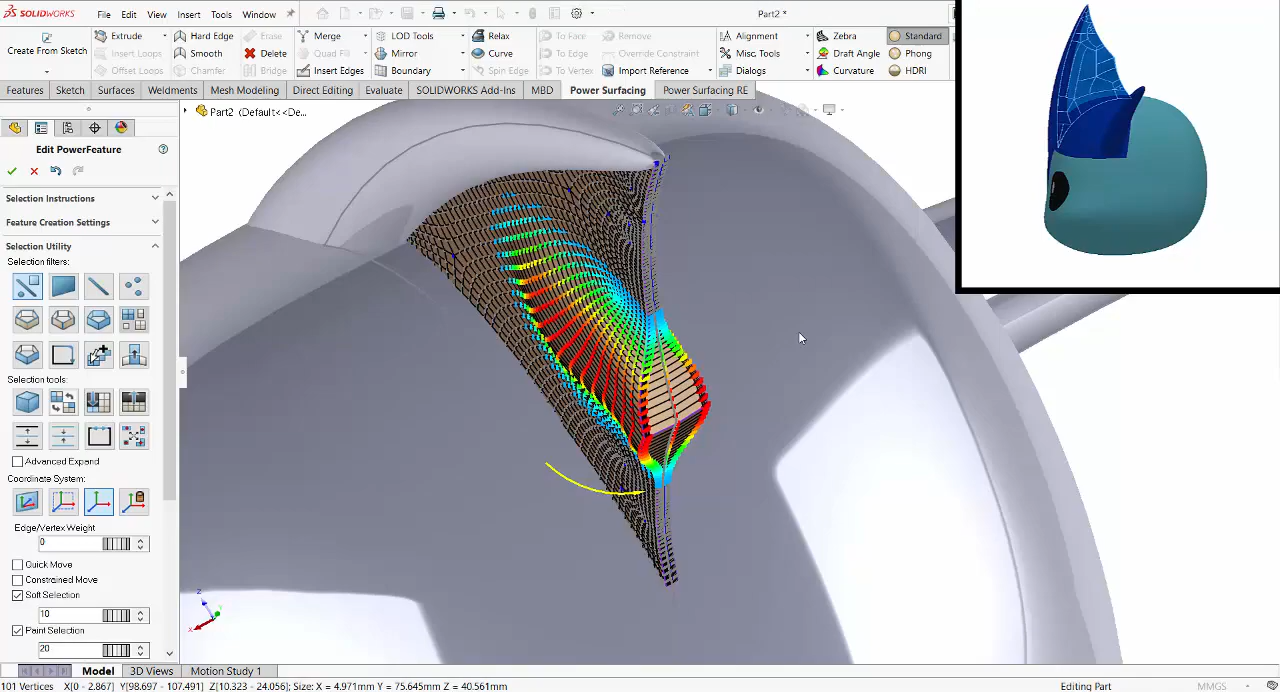 SOLIDWORKS File Edit View Insert Tools Window Part2 *
Create From Sketch
Extrude Hard Edge Erase Merge LOD Tools Relax To Face Remove Alignment Zebra Standard
Insert Loops Smooth Delete Quad Fill Mirror Curve To Edge Override Constraint Misc Tools Draft Angle Phong
Offset Loops Chamfer Bridge Insert Edges Boundary Spin Edge To Vertex Import Reference Dialogs Curvature HDRI
Features Sketch Surfaces Weldments Mesh Modeling Direct Editing Evaluate SOLIDWORKS Add-Ins MBD Power Surfacing Power Surfacing RE
Part2 (Default<<De...
Edit PowerFeature
Selection Instructions
Feature Creation Settings
Selection Utility
Selection filters:
Selection tools:
Advanced Expand
Coordinate System:
Edge/Vertex Weight
0
Quick Move
Constrained Move
Soft Selection
10
Paint Selection
20
Z
Y
X
Model 3D Views Motion Study 1
101 Vertices X[0 - 2.867] Y[98.697 - 107.491] Z[10.323 - 24.056] Size: X = 4.971mm Y = 75.645mm Z = 40.561mm Editing Part MMGS